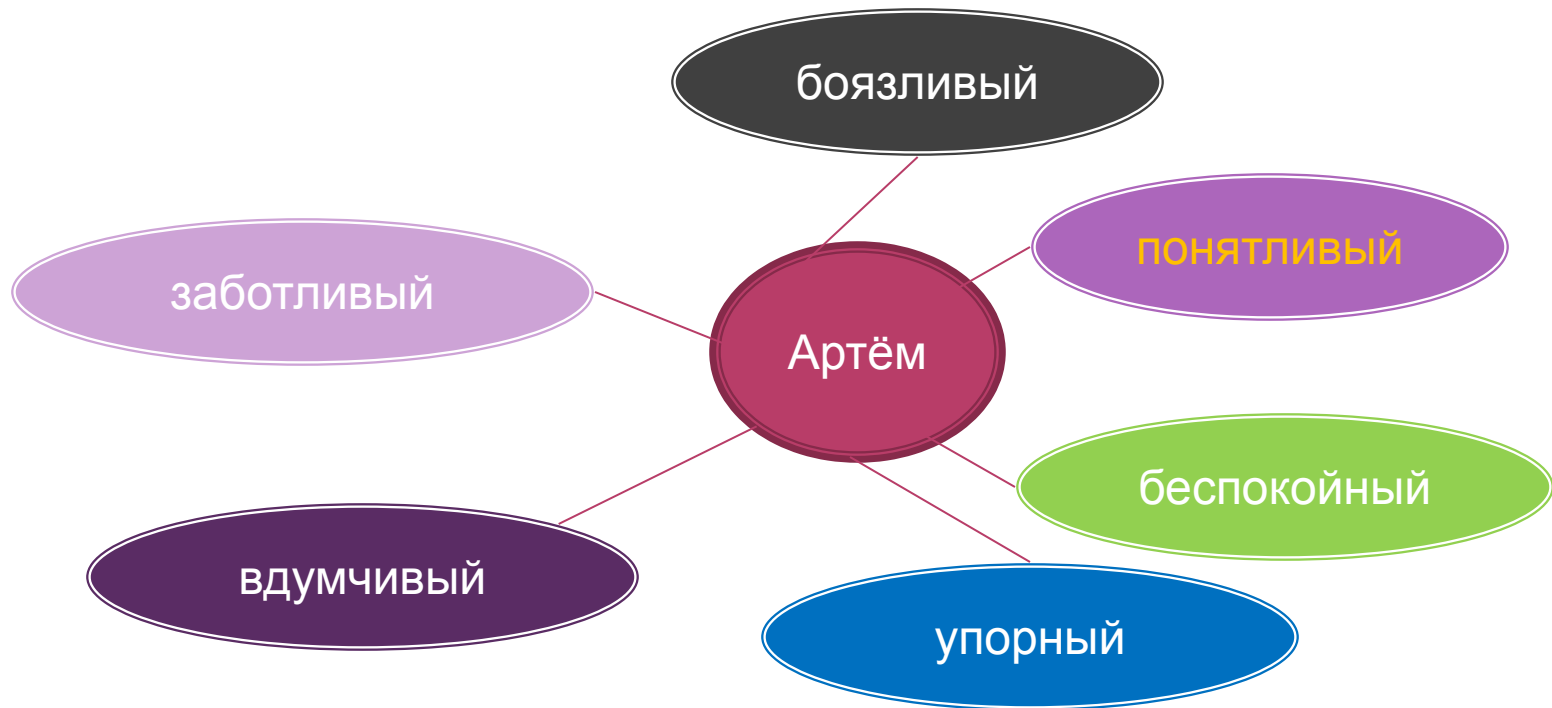 боязливый
понятливый
заботливый
Артём
беспокойный
вдумчивый
упорный